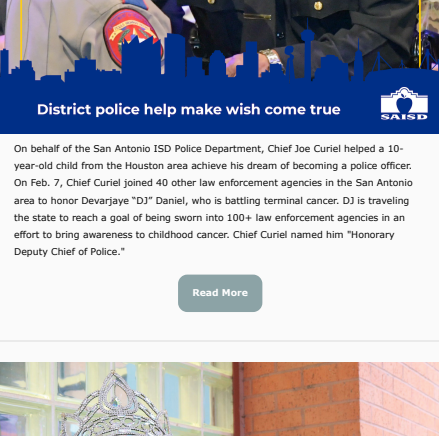 District police help make wish come true
SAISD
On behalf of the San Antonio ISD Police Department, Chief Joe Curiel helped a 10-
year-old child from the Houston area achieve his dream of becoming a police officer.
On Feb. 7, Chief Curiel joined 40 other law enforcement agencies in the San Antonio
area to honor Devarjaye “DJ” Daniel, who is battling terminal cancer. DJ is traveling
the state to reach a goal of being sworn into 100+ law enforcement agencies in an
effort to bring awareness to childhood cancer. Chief Curiel named him "Honorary
Deputy Chief of Police."
Read More